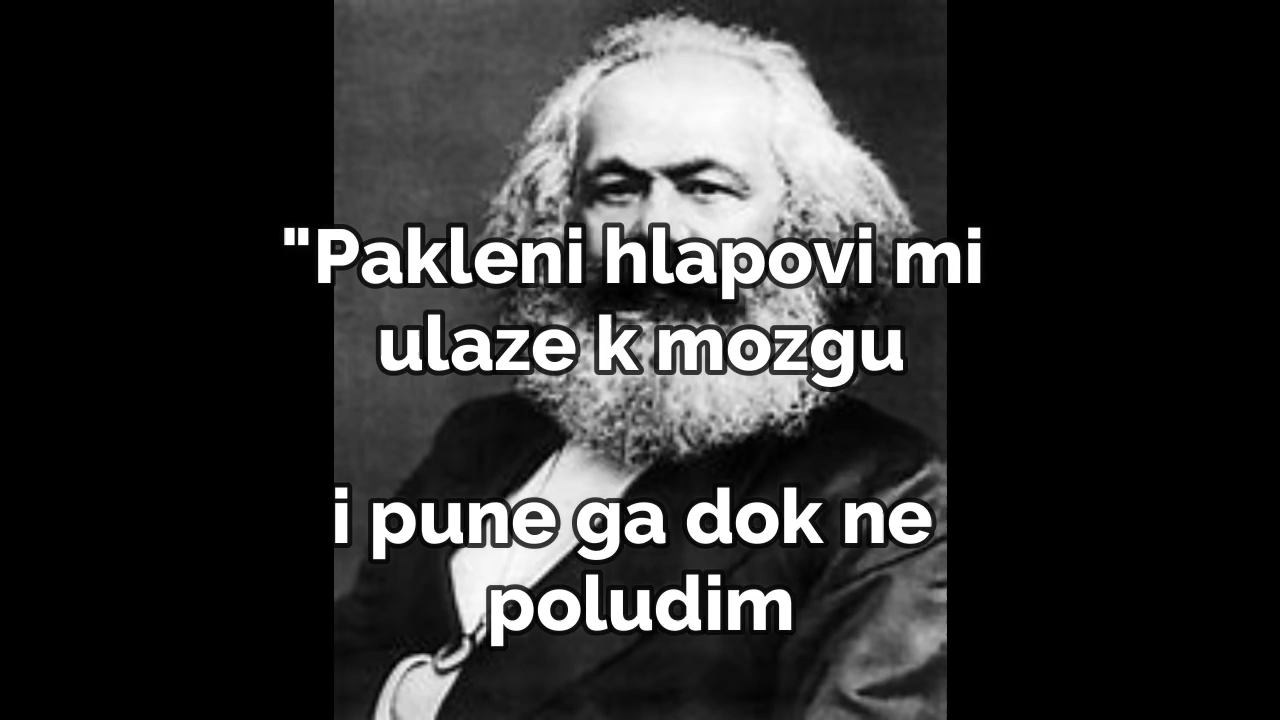 "Pakleni hlapovi mi
ulaze k mozgu
i pune ga dok ne
poludim